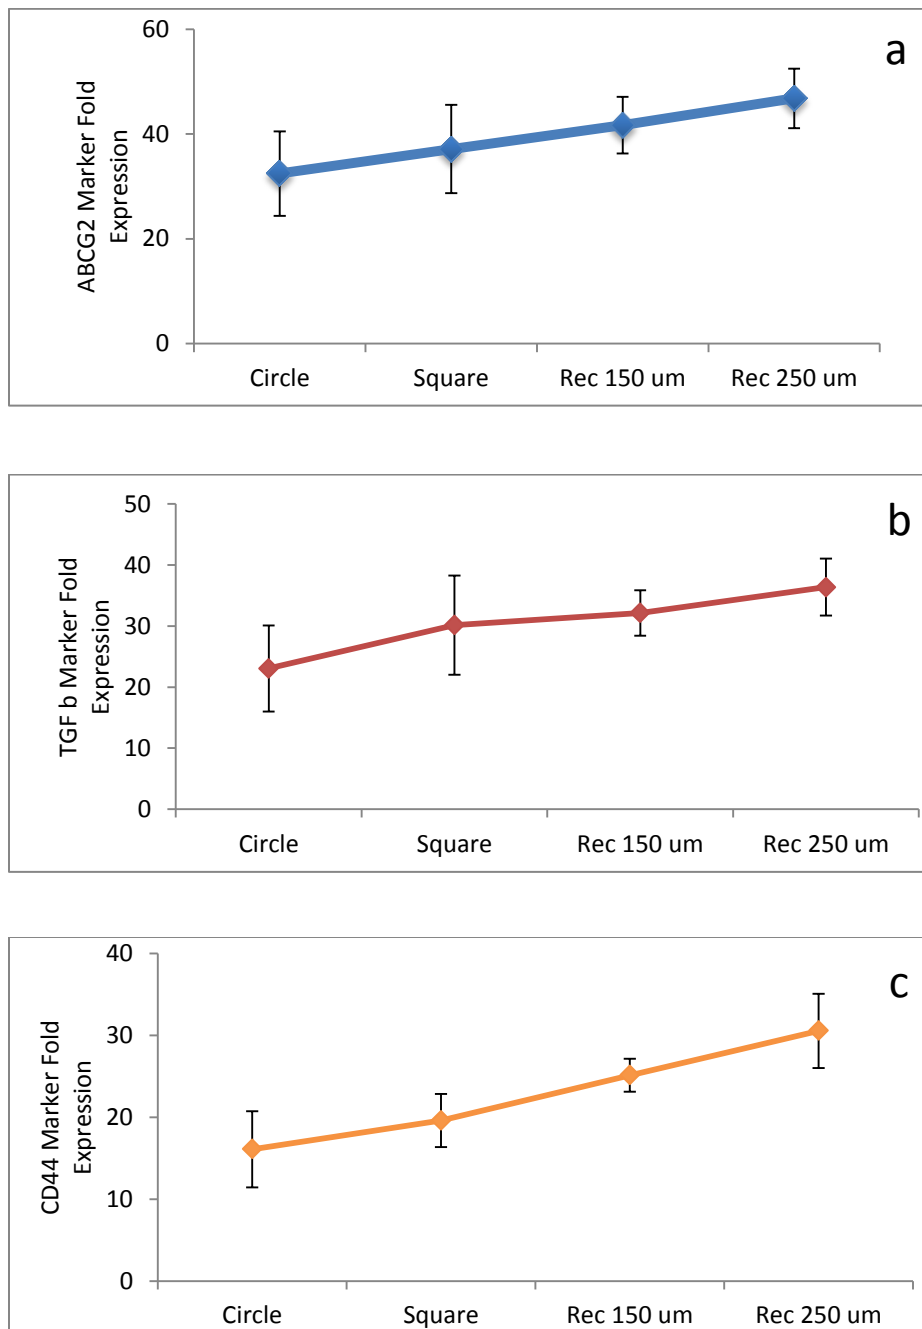 a
60
40
20
0
ABCG2 Marker Fold
Expression
Circle Square Rec 150 um Rec 250 um
b
50
40
30
20
10
0
TGF b Marker Fold
Expression
Circle Square Rec 150 um Rec 250 um
c
40
30
20
10
0
CD44 Marker Fold
Expression
Circle Square Rec 150 um Rec 250 um